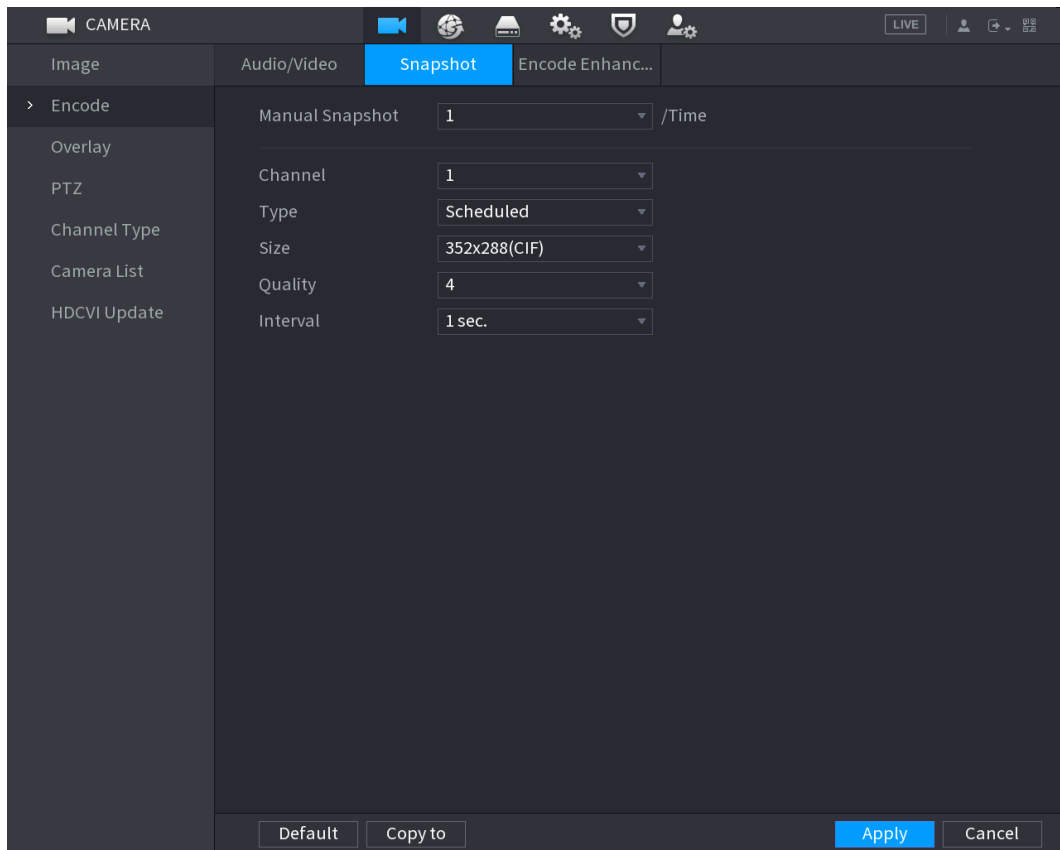 CAMERA
LIVE
Image
Audio/Video
Snapshot
Encode Enhanc...
Encode
Manual Snapshot
1
/Time
Overlay
PTZ
Channel Type
Camera List
HDCVI Update
Channel
1
Type
Scheduled
Size
352x288(CIF)
Quality
4
Interval
1 sec.
Default
Copy to
Apply
Cancel